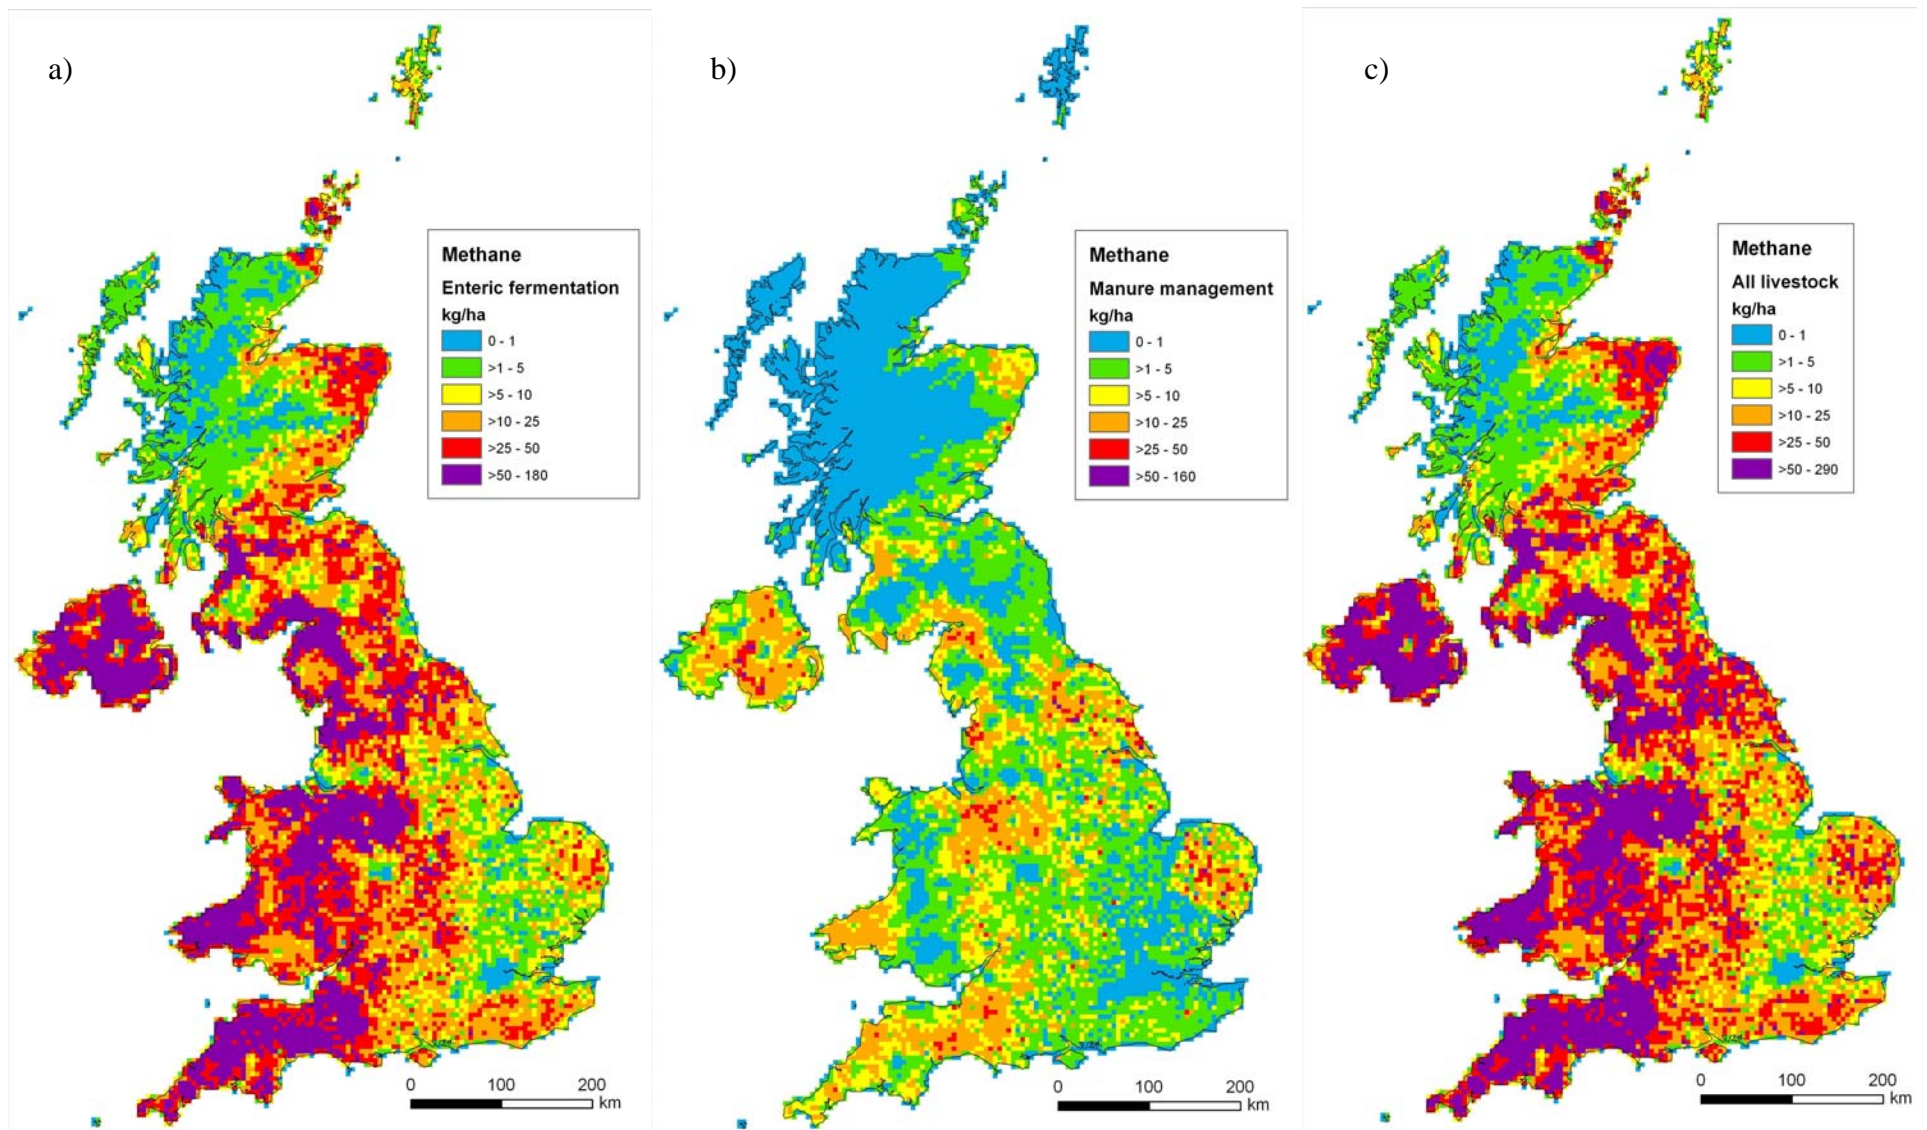 a)
Methane
Enteric fermentation
kg/ha
0 - 1
>1 - 5
>5 - 10
>10 - 25
>25 - 50
>50 - 180
0 100 200
km
b)
Methane
Manure management
kg/ha
0 - 1
>1 - 5
>5 - 10
>10 - 25
>25 - 50
>50 - 160
0 100 200
km
c)
Methane
All livestock
kg/ha
0 - 1
>1 - 5
>5 - 10
>10 - 25
>25 - 50
>50 - 290
0 100 200
km